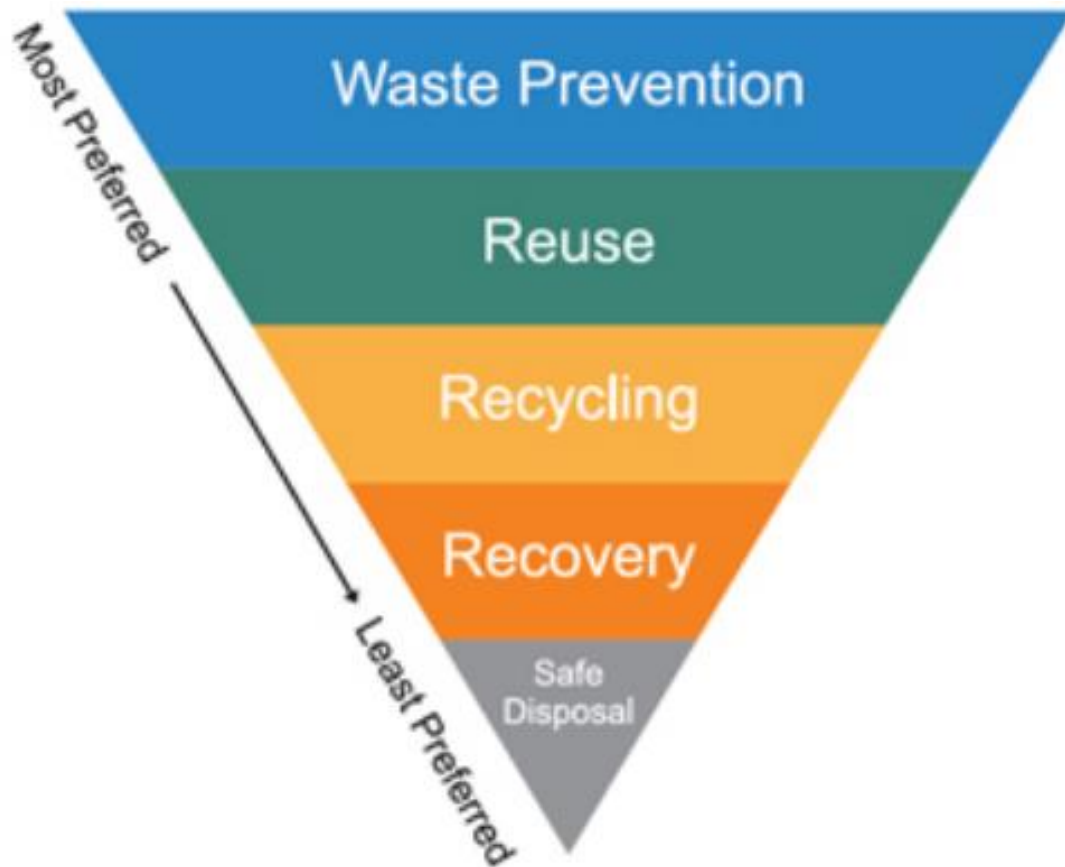 Most Preferred
Waste Prevention
Reuse
Recycling
Recovery
Safe
Disposal
Least Preferred